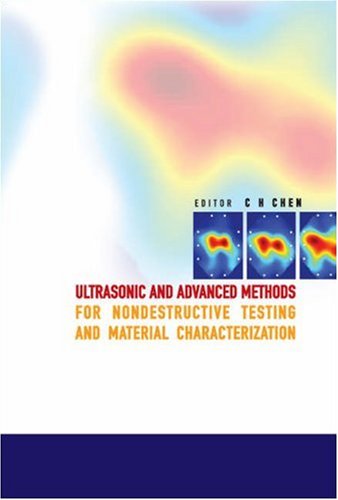 EDITOR C H CHEN
ULTRASONIC AND ADVANCED METHODS
FOR NONDESTRUCTIVE TESTING
AND MATERIAL CHARACTERIZATION